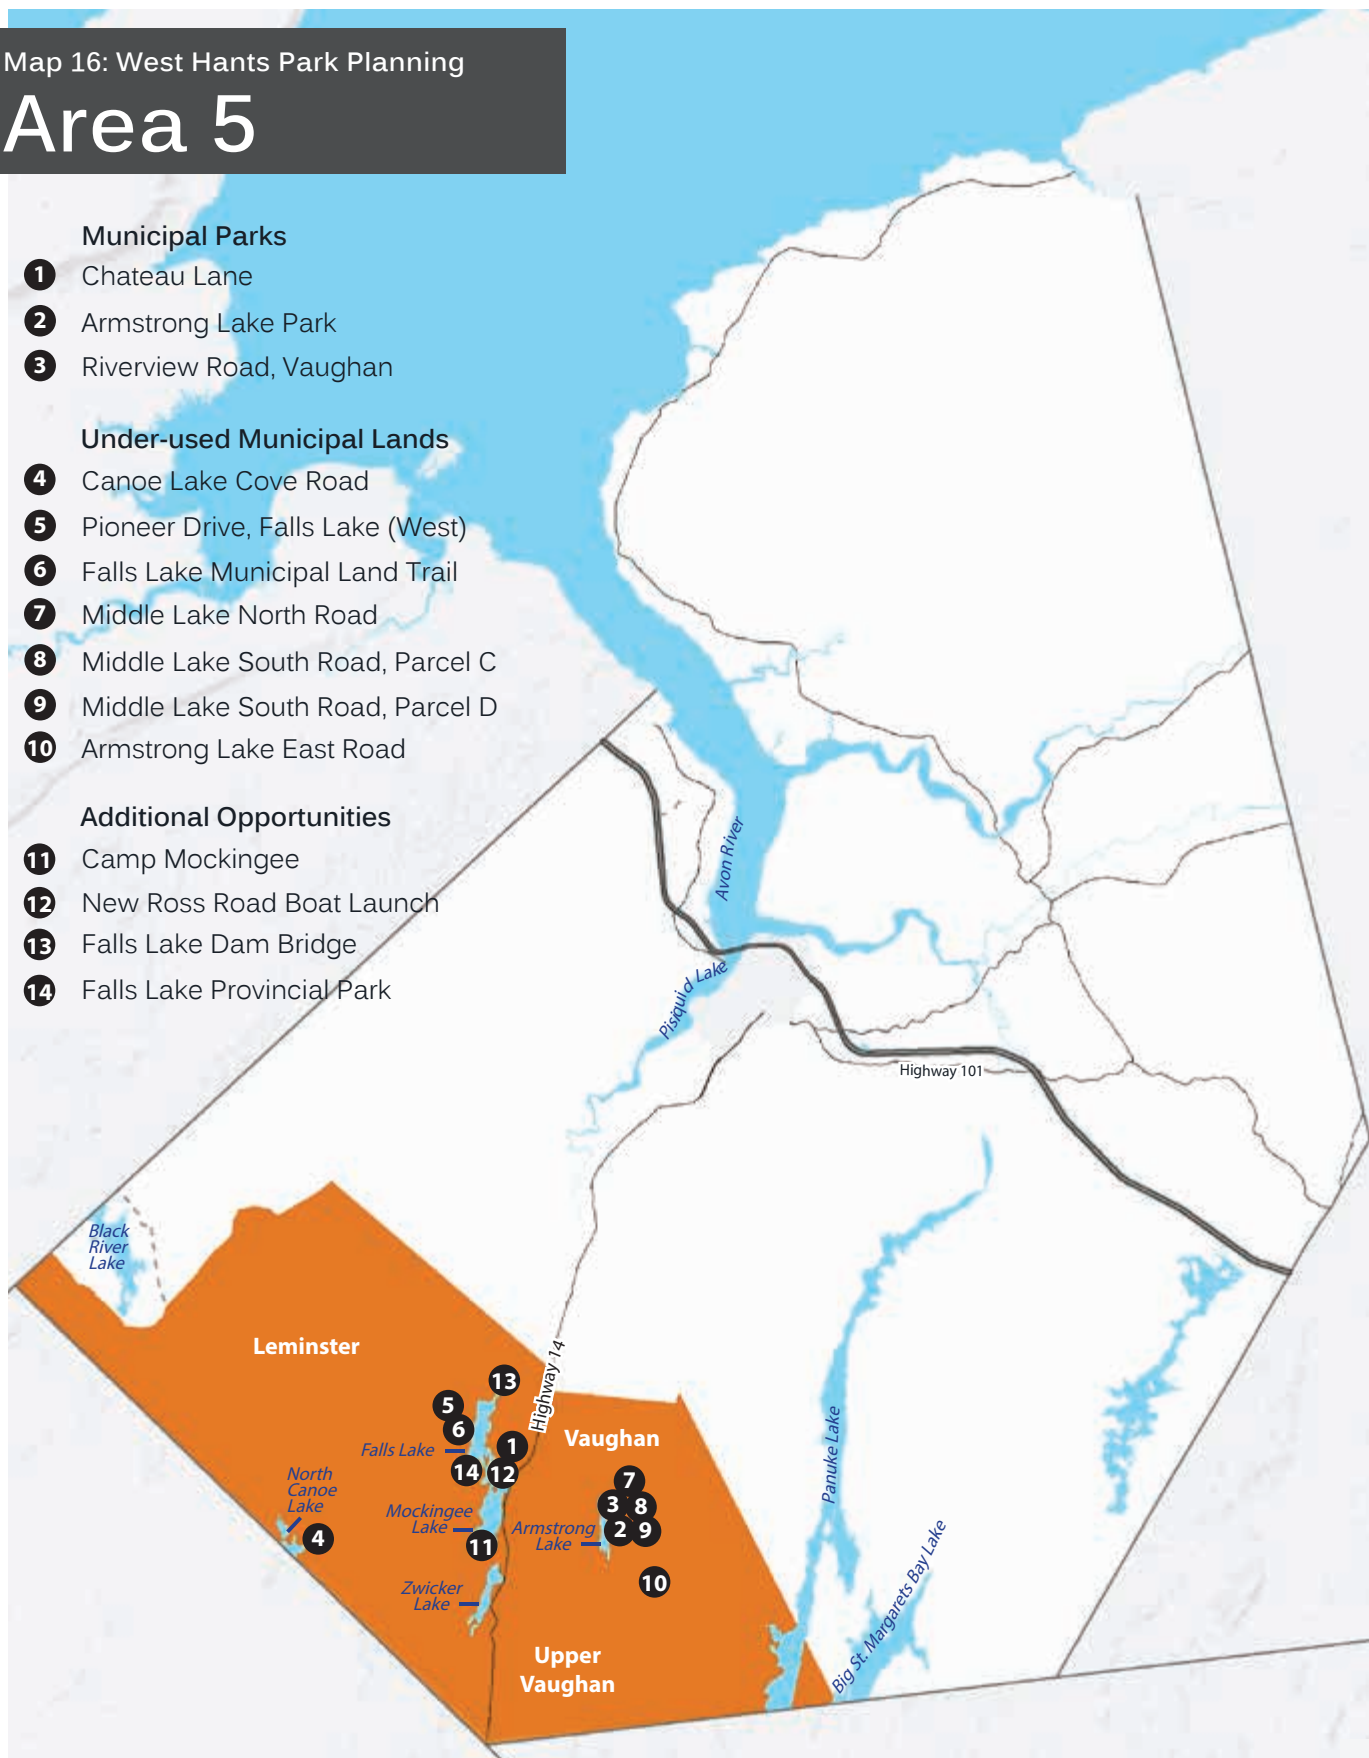 Map 16: West Hants Park Planning
Area 5
Municipal Parks
1 Chateau Lane
2 Armstrong Lake Park
3 Riverview Road, Vaughan
Under-used Municipal Lands
4 Canoe Lake Cove Road
5 Pioneer Drive, Falls Lake (West)
6 Falls Lake Municipal Land Trail
7 Middle Lake North Road
8 Middle Lake South Road, Parcel C
9 Middle Lake South Road, Parcel D
10 Armstrong Lake East Road
Additional Opportunities
11 Camp Mockingee
12 New Ross Road Boat Launch
13 Falls Lake Dam Bridge
14 Falls Lake Provincial Park
Avon River
Pisiquid Lake
Highway 101
Black
River
Lake
Leminster
Highway 14
13
5
6
Falls Lake
1
14
12
Vaughan
North
Canoe
Lake
4
Mockingee
Lake
11
7
3
8
Armstrong
Lake
2
9
10
Zwicker
Lake
Upper
Vaughan
Panuke Lake
Big St. Margarets Bay Lake